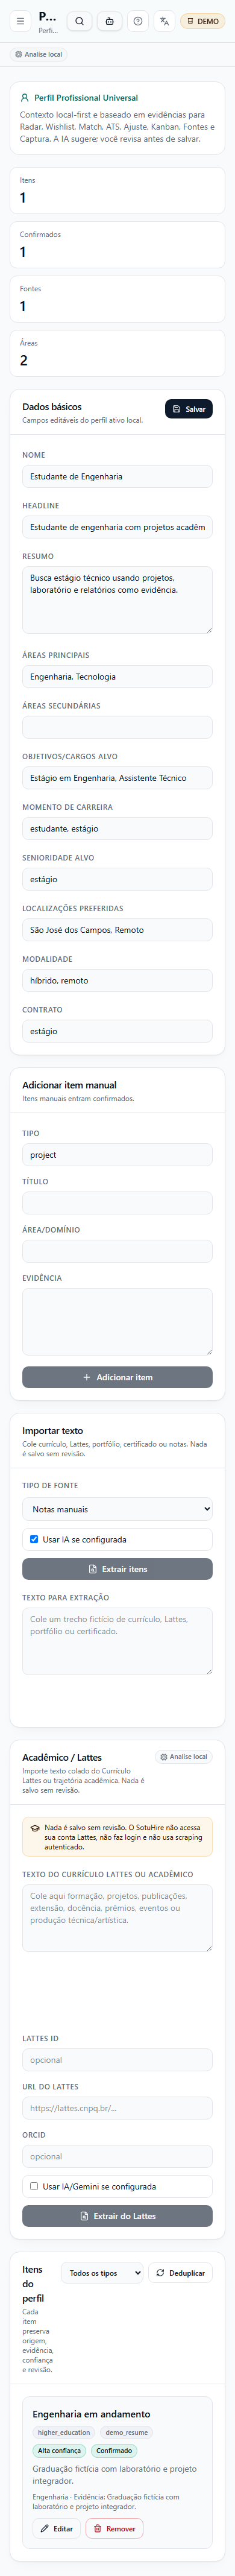 P...
Perfi...
DEMO
Analise local
Perfil Profissional Universal
Contexto local-first e baseado em evidências para
Radar, Wishlist, Match, ATS, Ajuste, Kanban, Fontes e
Captura. A IA sugere; você revisa antes de salvar.
Itens
1
Confirmados
1
Fontes
1
Áreas
2
Dados básicos
Campos editáveis do perfil ativo local.
Salvar
NOME
Estudante de Engenharia
HEADLINE
Estudante de engenharia com projetos acadêm
RESUMO
Busca estágio técnico usando projetos,
laboratório e relatórios como evidência.
ÁREAS PRINCIPAIS
Engenharia, Tecnologia
ÁREAS SECUNDÁRIAS
OBJETIVOS/CARGOS ALVO
Estágio em Engenharia, Assistente Técnico
MOMENTO DE CARREIRA
estudante, estágio
SENIORIDADE ALVO
estágio
LOCALIZAÇÕES PREFERIDAS
São José dos Campos, Remoto
MODALIDADE
híbrido, remoto
CONTRATO
estágio
Adicionar item manual
Itens manuais entram confirmados.
TIPO
project
TÍTULO
ÁREA/DOMÍNIO
EVIDÊNCIA
Adicionar item
Importar texto
Cole currículo, Lattes, portfólio, certificado ou notas. Nada
é salvo sem revisão.
TIPO DE FONTE
Notas manuais
Usar IA se configurada
Extrair itens
TEXTO PARA EXTRAÇÃO
Cole um trecho fictício de currículo, Lattes,
portfólio ou certificado.
Acadêmico / Lattes
Analise local
Importe texto colado do Currículo
Lattes ou trajetória acadêmica. Nada é
salvo sem revisão.
Nada é salvo sem revisão. O SotuHire não acessa
sua conta Lattes, não faz login e não usa scraping
autenticado.
TEXTO DO CURRÍCULO LATTES OU ACADÊMICO
Cole aqui formação, projetos, publicações,
extensão, docência, prêmios, eventos ou
produção técnica/artística.
LATTES ID
opcional
URL DO LATTES
https://lattes.cnpq.br/...
ORCID
opcional
Usar IA/Gemini se configurada
Extrair do Lattes
Itens
do
perfil
Cada
item
preserva
origem,
evidência,
confiança
e revisão.
Todos os tipos
Deduplicar
Engenharia em andamento
higher_education
demo_resume
Alta confiança
Confirmado
Graduação fictícia com laboratório e projeto
integrador.
Engenharia · Evidência: Graduação fictícia com
laboratório e projeto integrador.
Editar
Remover